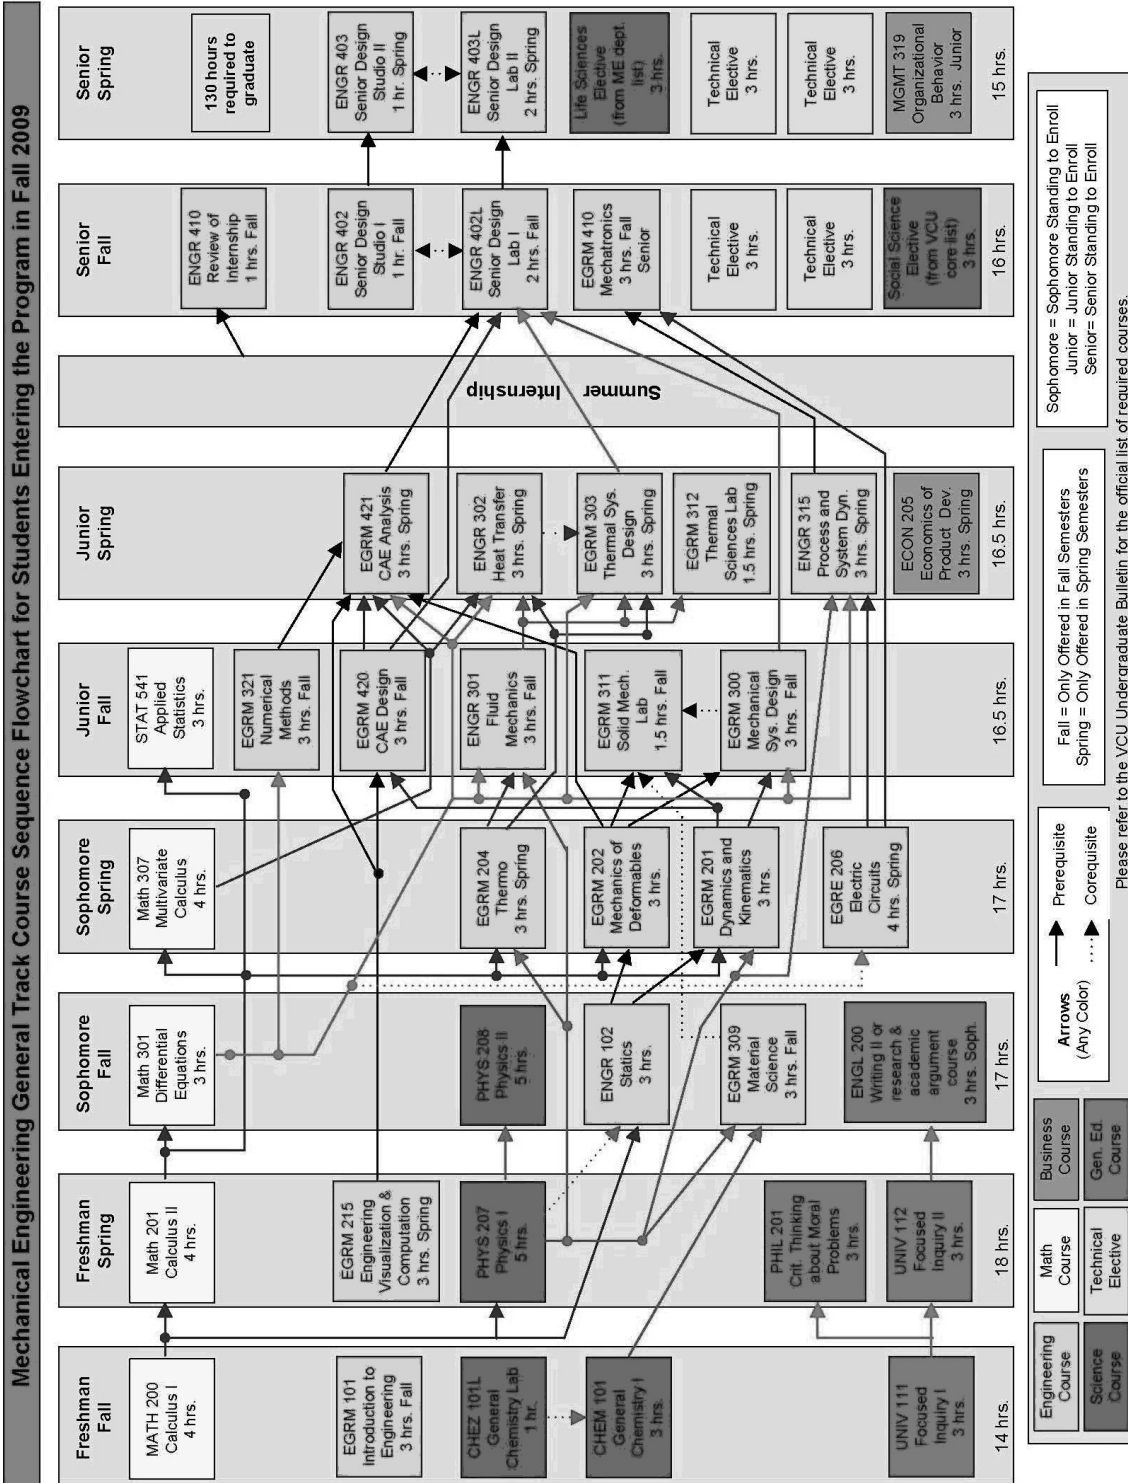 Mechanical Engineering General Track Course Sequence Flowchart for Students Entering the Program in Fall 2009
Freshman
Fall
MATH 200
Calculus I
4 hrs.
EGRM 101
Introduction to
Engineering
3 hrs. Fall
CHEZ 101L
General
Chemistry Lab
1 hr.
CHEM 101
General
Chemistry I
3 hrs.
UNIV 111
Focused
Inquiry I
3 hrs.
14 hrs.
Freshman
Spring
Math 201
Calculus II
4 hrs.
EGRM 215
Engineering
Visualization &
Computation
3 hrs. Spring
PHYS 207
Physics I
5 hrs.
PHIL 201
Crit. Thinking
about Moral
Problems
3 hrs.
UNIV 112
Focused
Inquiry II
3 hrs.
18 hrs.
Sophomore
Fall
Math 301
Differential
Equations
3 hrs.
PHYS 208
Physics II
5 hrs.
ENGR 102
Statics
3 hrs.
EGRM 309
Material
Science
3 hrs. Fall
ENGL 200
Writing II or
research &
academic
argument
course
3 hrs. Soph.
17 hrs.
Sophomore
Spring
Math 307
Multivariate
Calculus
4 hrs.
EGRM 204
Thermo
3 hrs. Spring
EGRM 202
Mechanics of
Deformables
3 hrs.
EGRM 201
Dynamics and
Kinematics
3 hrs.
EGRE 206
Electric
Circuits
4 hrs. Spring
17 hrs.
Junior
Fall
STAT 541
Applied
Statistics
3 hrs.
EGRM 321
Numerical
Methods
3 hrs. Fall
EGRM 420
CAE Design
3 hrs. Fall
ENGR 301
Fluid
Mechanics
3 hrs. Fall
EGRM 311
Solid Mech.
Lab
1.5 hrs. Fall
EGRM 300
Mechanical
Sys. Design
3 hrs. Fall
16.5 hrs.
Junior
Spring
EGRM 421
CAE Analysis
3 hrs. Spring
ENGR 302
Heat Transfer
3 hrs. Spring
EGRM 303
Thermal Sys.
Design
3 hrs. Spring
EGRM 312
Thermal
Sciences Lab
1.5 hrs. Spring
ENGR 315
Process and
System Dyn.
3 hrs. Spring
ECON 205
Economics of
Product Dev.
3 hrs. Spring
16.5 hrs.
Summer Internship
Senior
Fall
ENGR 410
Review of
Internship
1 hrs. Fall
ENGR 402
Senior Design
Studio I
1 hr. Fall
ENGR 402L
Senior Design
Lab I
2 hrs. Fall
EGRM 410
Mechatronics
3 hrs. Fall
Senior
Technical
Elective
3 hrs.
Technical
Elective
3 hrs.
Social Science
Elective
(from VCU
core list)
3 hrs.
16 hrs.
Senior
Spring
130 hours
required to
graduate
ENGR 403
Senior Design
Studio II
1 hr. Spring
ENGR 403L
Senior Design
Lab II
2 hrs. Spring
Life Sciences
Elective
(from ME dept.
list)
3 hrs.
Technical
Elective
3 hrs.
Technical
Elective
3 hrs.
MGMT 319
Organizational
Behavior
3 hrs. Junior
15 hrs.
Engineering
Course
Math
Course
Business
Course
Science
Course
Technical
Elective
Gen. Ed.
Course
Arrows
(Any Color)
Prerequisite
Corequisite
Fall = Only Offered in Fall Semesters
Spring = Only Offered in Spring Semesters
Sophomore = Sophomore Standing to Enroll
Junior = Junior Standing to Enroll
Senior= Senior Standing to Enroll
Please refer to the VCU Undergraduate Bulletin for the official list of required courses.